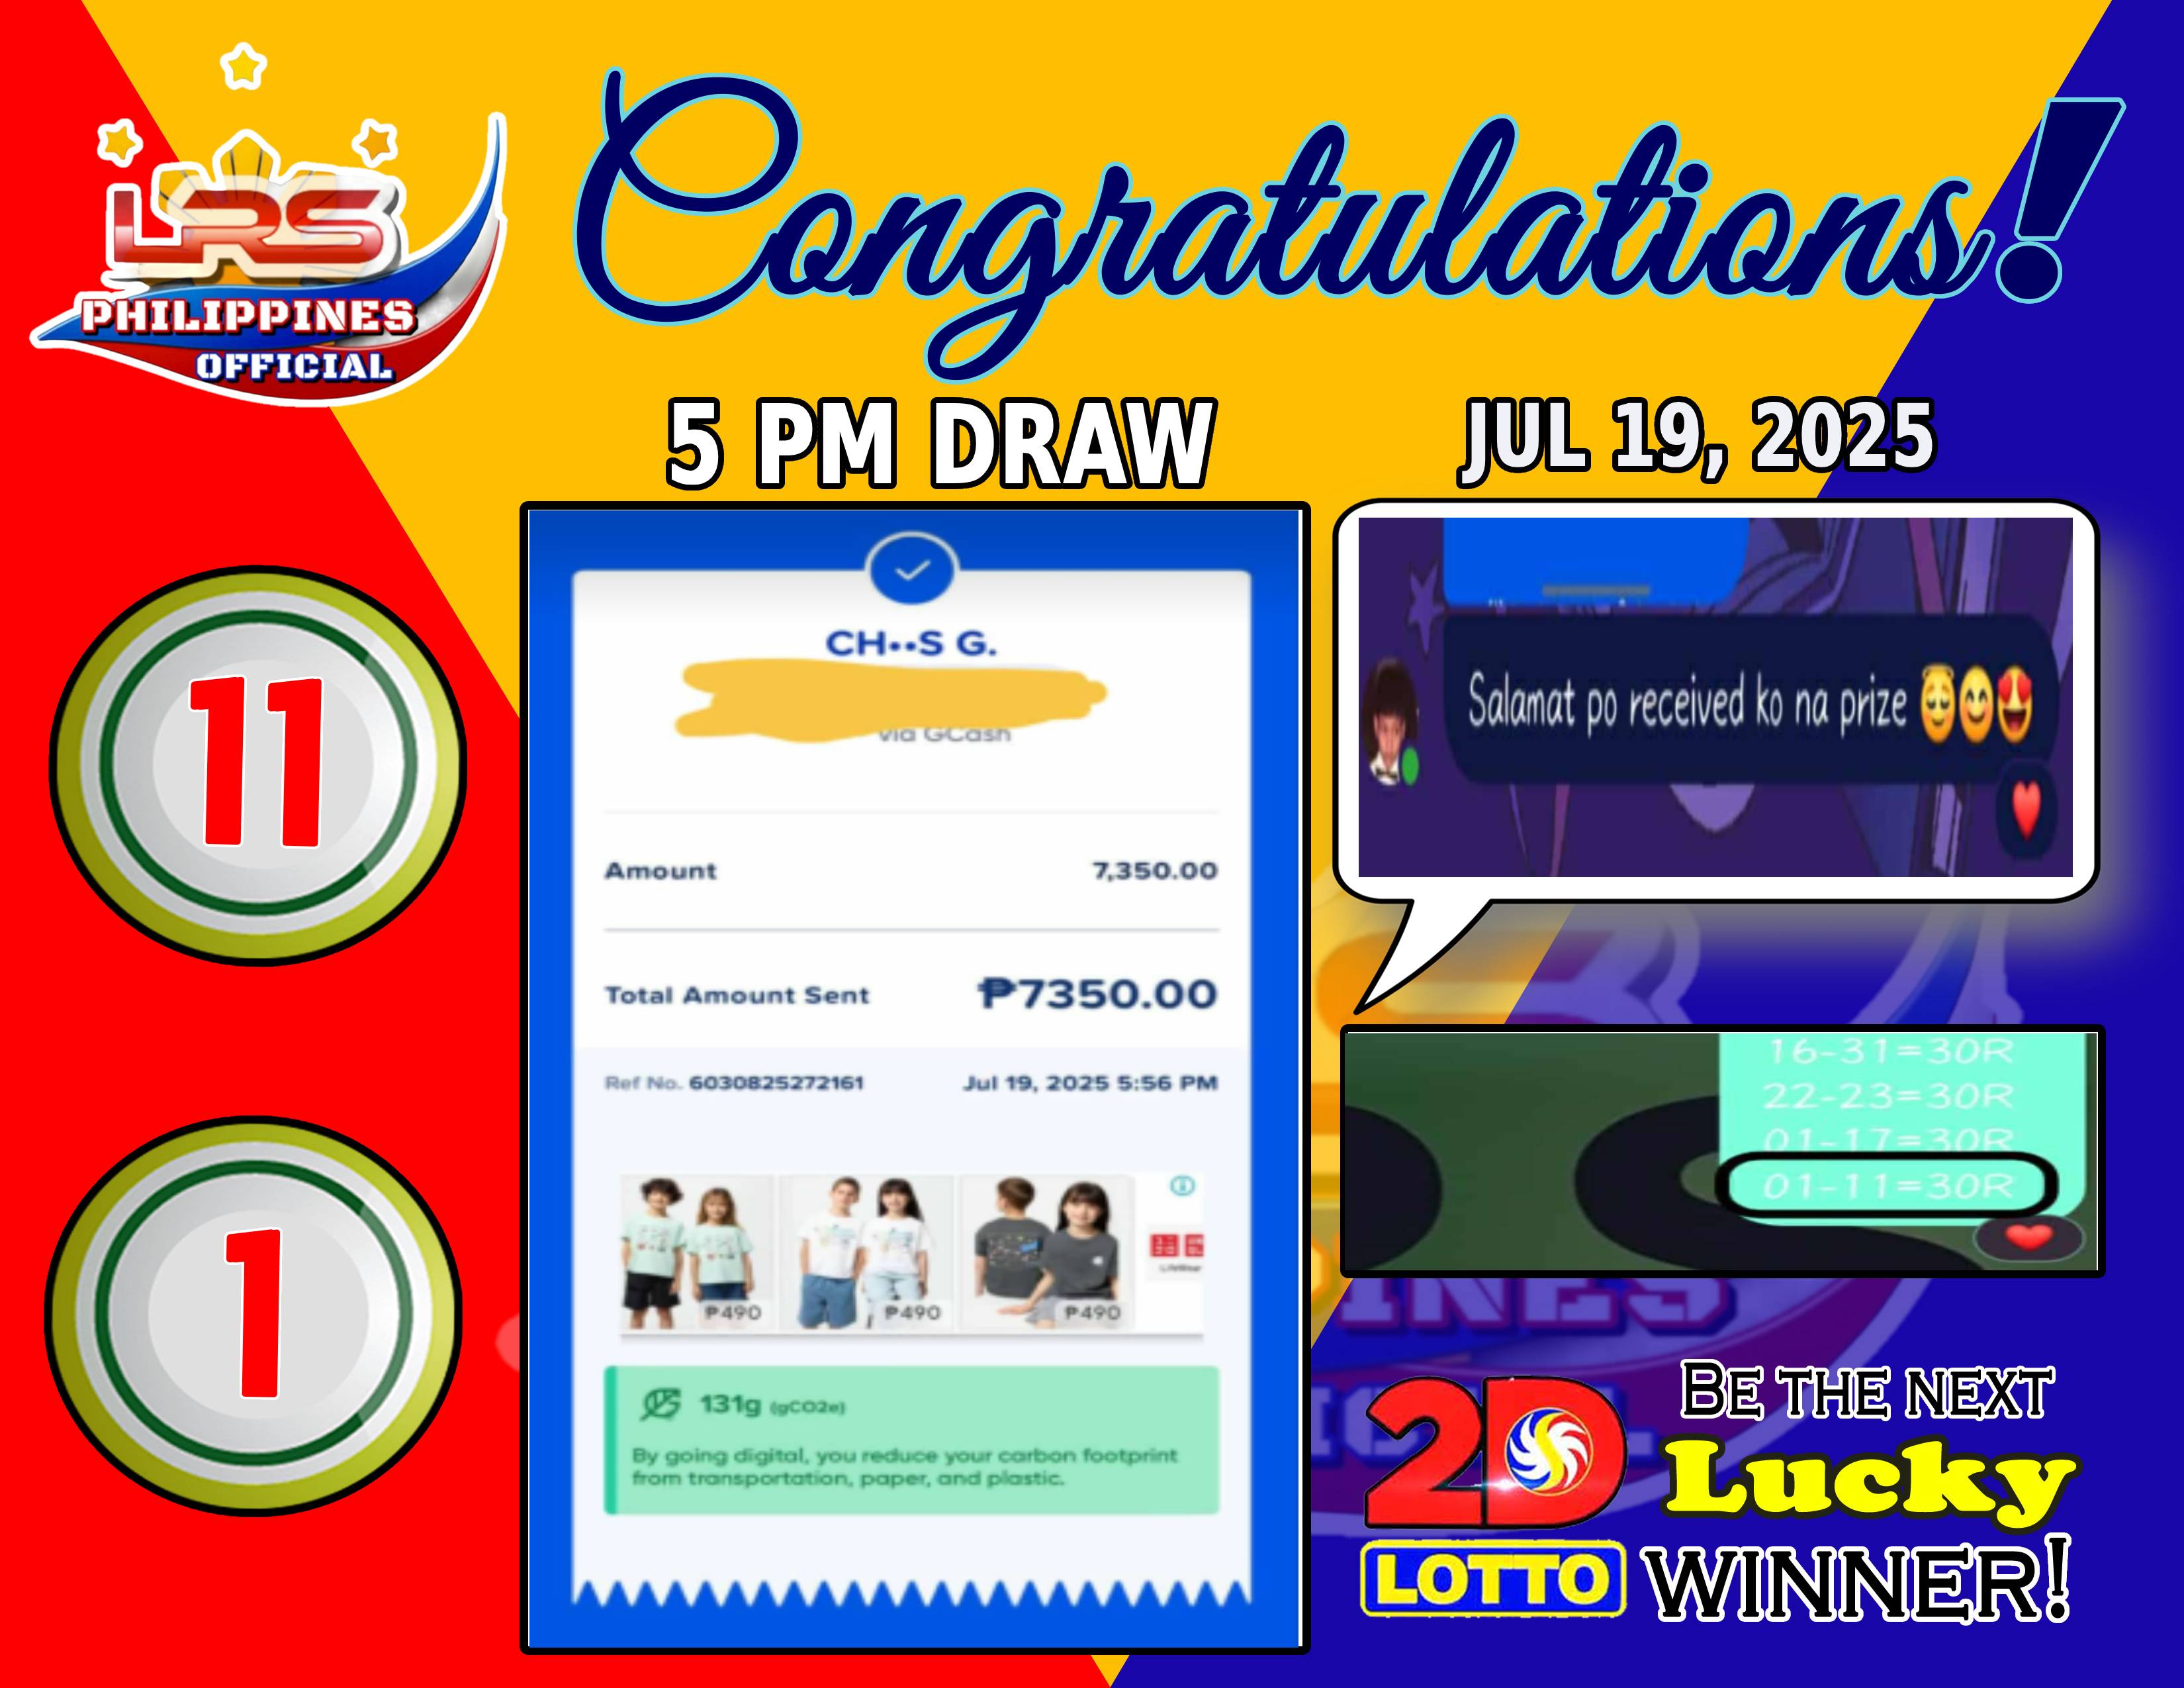 LRS
PHILIPPINES
OFFICIAL
Congratulations!
5 PM DRAW
JUL 19, 2025
11
1
CH••S G.
via GCash
Amount 7,350.00
Total Amount Sent ₱7350.00
Ref No. 6030825272161 Jul 19, 2025 5:56 PM
₱490 ₱490 ₱490
131g (gCO2e)
By going digital, you reduce your carbon footprint
from transportation, paper, and plastic.
Salamat po received ko na prize 😇😊😍
16-31=30R
22-23=30R
01-17=30R
01-11=30R
2D
LOTTO
BE THE NEXT
Lucky
WINNER!